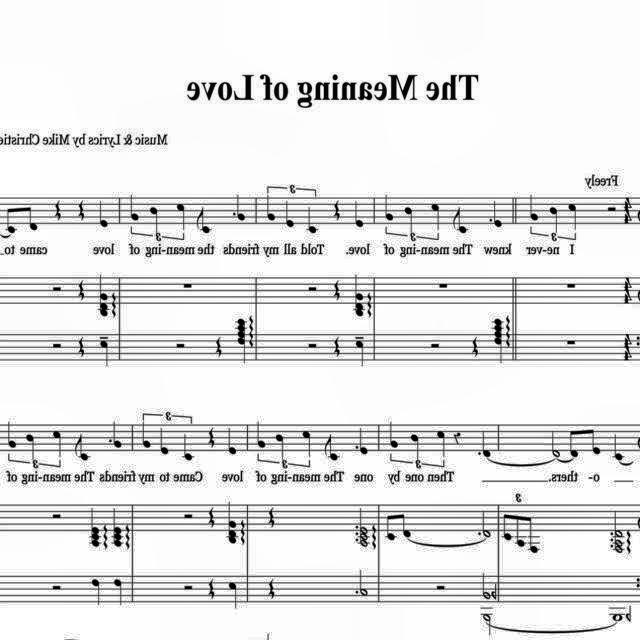 The Meaning of Love
Music & Lyrics by Mike Christie
Freely
3 3 3 3
I ne-ver knew The mean-ing of love. Told all my friends the mean-ing of love came to
3 3 3 3
o- thers. Then one by one The mean-ing of love Came to my friends The mean-ing of
3